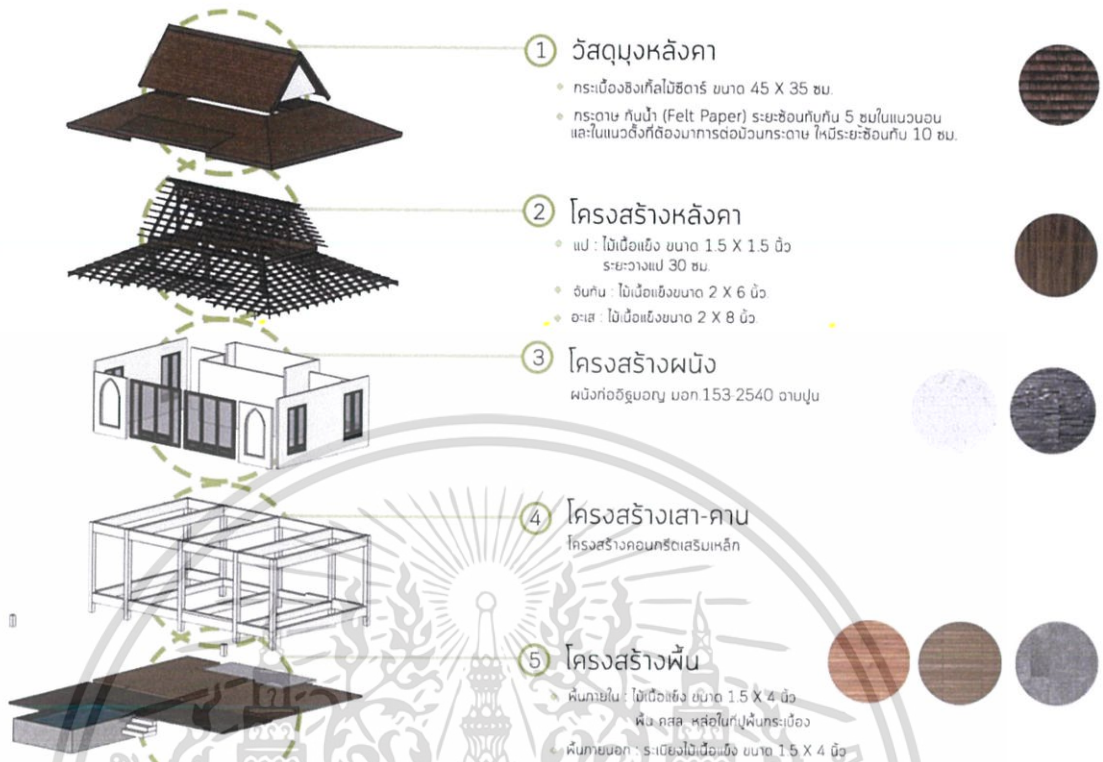 1 วัสดุมุงหลังคา
กระเบื้องชิงเกิ้ลไม้ซีดาร์ ขนาด 45 X 35 ซม.
กระดาษ กันน้ำ (Felt Paper) ระยะซ้อนทับกัน 5 ซมในแนวนอน
และในแนวตั้งที่ต้องมาการต่อม้วนกระดาษ ให้มีระยะซ้อนทับ 10 ซม.
2 โครงสร้างหลังคา
แป : ไม้เนื้อแข็ง ขนาด 1.5 X 1.5 นิ้ว
ระยะวางแป 30 ซม.
จันทัน : ไม้เนื้อแข็งขนาด 2 X 6 นิ้ว
อะเส : ไม้เนื้อแข็งขนาด 2 X 8 นิ้ว
3 โครงสร้างผนัง
ผนังก่ออิฐมอญ มอก.153-2540 ฉาบปูน
4 โครงสร้างเสา-คาน
โครงสร้างคอนกรีตเสริมเหล็ก
5 โครงสร้างพื้น
พื้นภายใน : ไม้เนื้อแข็ง ขนาด 1.5 X 4 นิ้ว
พื้น คสล. หล่อในที่ปูพื้นกระเบื้อง
พื้นภายนอก : ระเบียงไม้เนื้อแข็ง ขนาด 1.5 X 4 นิ้ว